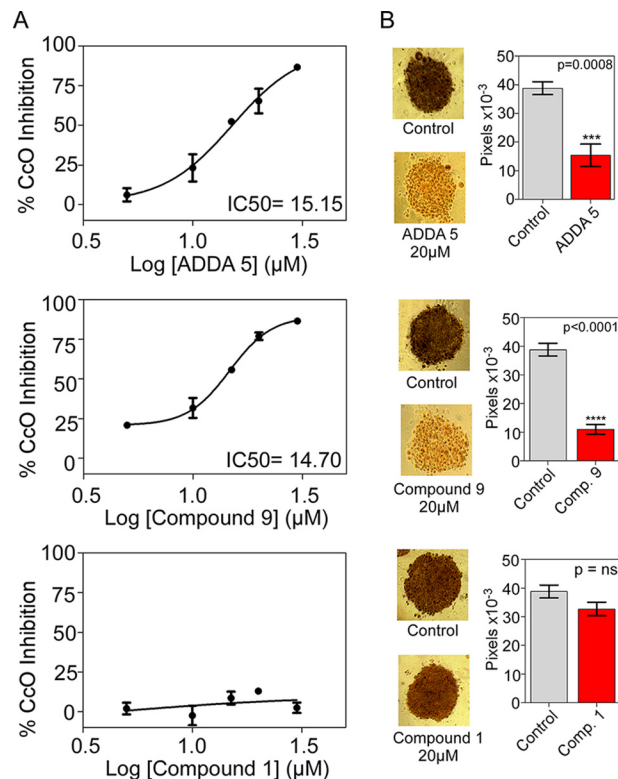 A
% CcO Inhibition
100
75
50
25
0
IC50= 15.15
0.5
1.0
1.5
Log [ADDA 5] (µM)
% CcO Inhibition
100
75
50
25
0
IC50= 14.70
0.5
1.0
1.5
Log [Compound 9] (µM)
% CcO Inhibition
100
75
50
25
0
0.5
1.0
1.5
Log [Compound 1] (µM)
B
Control
ADDA 5
20µM
Pixels x10-3
50
40
30
20
10
0
p=0.0008
***
Control
ADDA 5
Control
Compound 9
20µM
Pixels x10-3
50
40
30
20
10
0
p<0.0001
****
Control
Comp. 9
Control
Compound 1
20µM
Pixels x10-3
50
40
30
20
10
0
p = ns
Control
Comp. 1